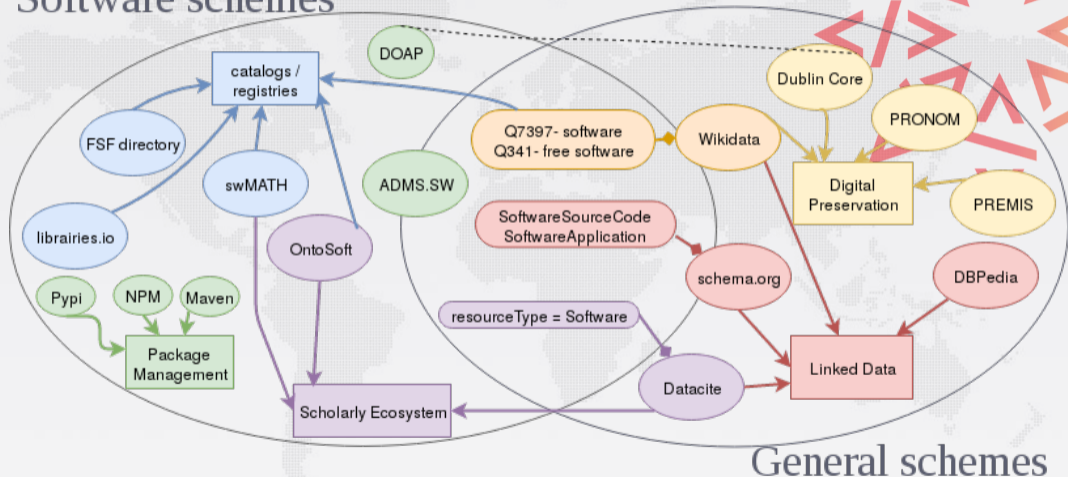 Software schemes
DOAP
catalogs /
registries
Dublin Core
FSF directory
Q7397- software
Q341- free software
Wikidata
PRONOM
swMATH
ADMS.SW
Digital
Preservation
PREMIS
librairies.io
OntoSoft
SoftwareSourceCode
SoftwareApplication
schema.org
DBPedia
Pypi
NPM
Maven
resourceType = Software
Package
Management
Linked Data
Datacite
Scholarly Ecosystem
General schemes